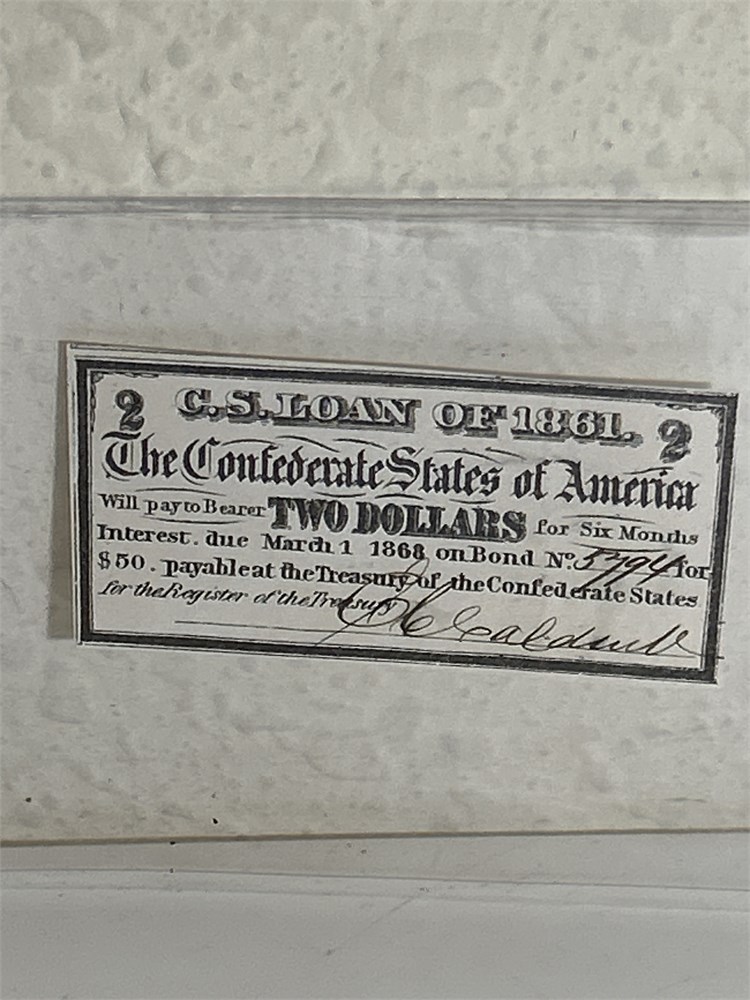 2 C.S. LOAN OF 1861. 2
The Confederate States of America
Will pay to Bearer TWO DOLLARS for Six Months
Interest. due March 1 1868 on Bond No. 5794 for
$50. payable at the Treasury of the Confederate States
for the Register of the Treasury